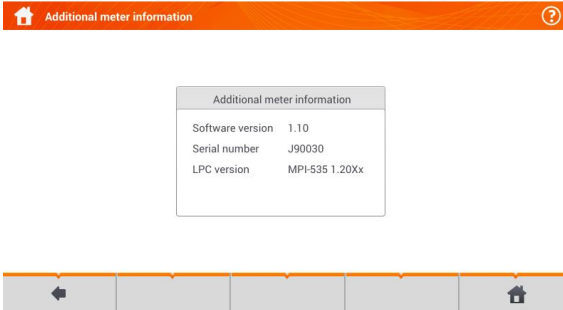 Additional meter information
?
Additional meter information
Software version 1.10
Serial number J90030
LPC version MPI-535 1.20Xx